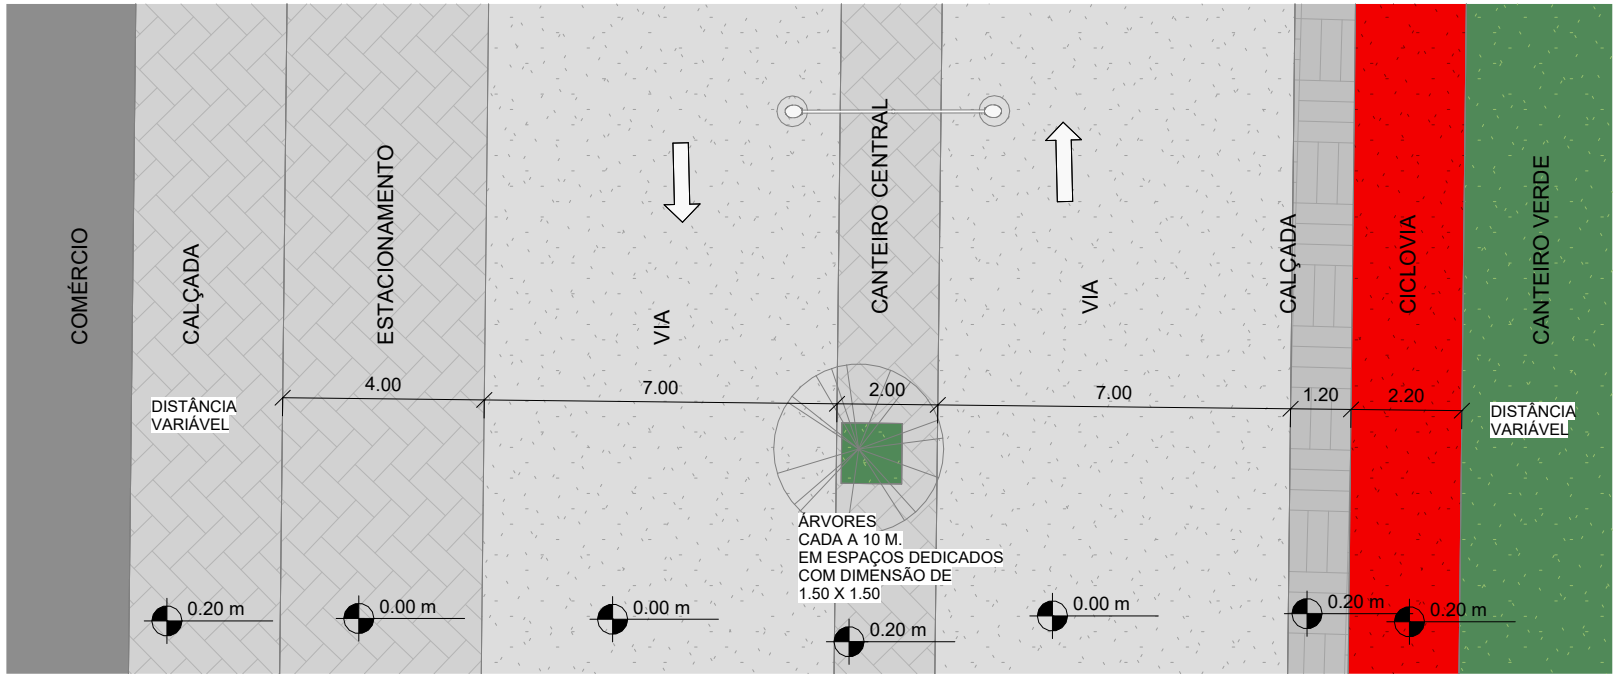 COMÉRCIO
CALÇADA
ESTACIONAMENTO
VIA
CANTEIRO CENTRAL
VIA
CALÇADA
CICLOVIA
CANTEIRO VERDE
4.00
7.00
2.00
7.00
1.20
2.20
DISTÂNCIA
VARIÁVEL
DISTÂNCIA
VARIÁVEL
ÁRVORES
CADA A 10 M.
EM ESPAÇOS DEDICADOS
COM DIMENSÃO DE
1.50 X 1.50
0.20 m
0.00 m
0.00 m
0.20 m
0.00 m
0.20 m
0.20 m